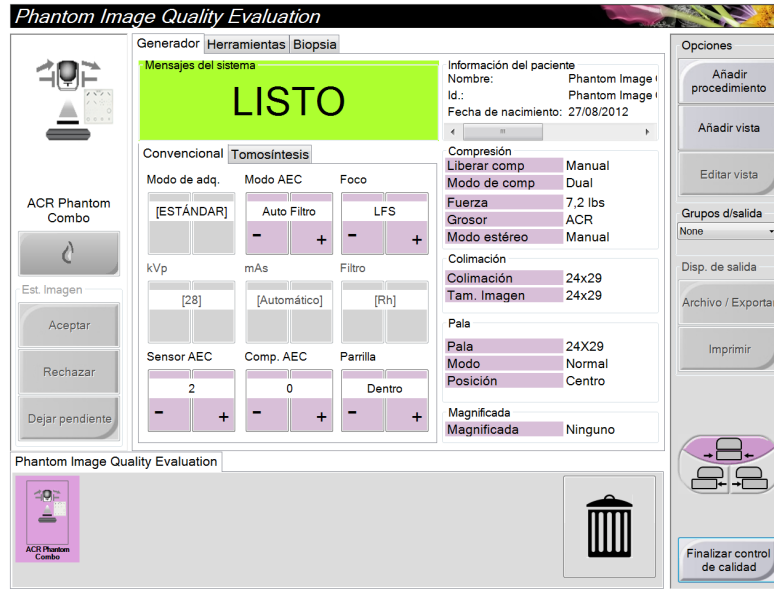 Phantom Image Quality Evaluation
Generador Herramientas Biopsia
Opciones
Mensajes del sistema
LISTO
Información del paciente
Nombre: Phantom Image
Id.: Phantom Image
Fecha de nacimiento: 27/08/2012
Añadir
procedimiento
Añadir vista
Editar vista
Grupos d/salida
None
Disp. de salida
Archivo / Exportar
Imprimir
ACR Phantom
Combo
Est. Imagen
Aceptar
Rechazar
Dejar pendiente
Convencional Tomosíntesis
Modo de adq. Modo AEC Foco
[ESTÁNDAR] Auto Filtro LFS
- + - +
kVp mAs Filtro
[28] [Automático] [Rh]
Sensor AEC Comp. AEC Parrilla
2 0 Dentro
- + - + - +
Compresión
Liberar comp Manual
Modo de comp Dual
Fuerza 7,2 lbs
Grosor ACR
Modo estéreo Manual
Colimación
Colimación 24x29
Tam. Imagen 24x29
Pala
Pala 24X29
Modo Normal
Posición Centro
Magnificada
Magnificada Ninguno
Phantom Image Quality Evaluation
ACR Phantom
Combo
Finalizar control
de calidad